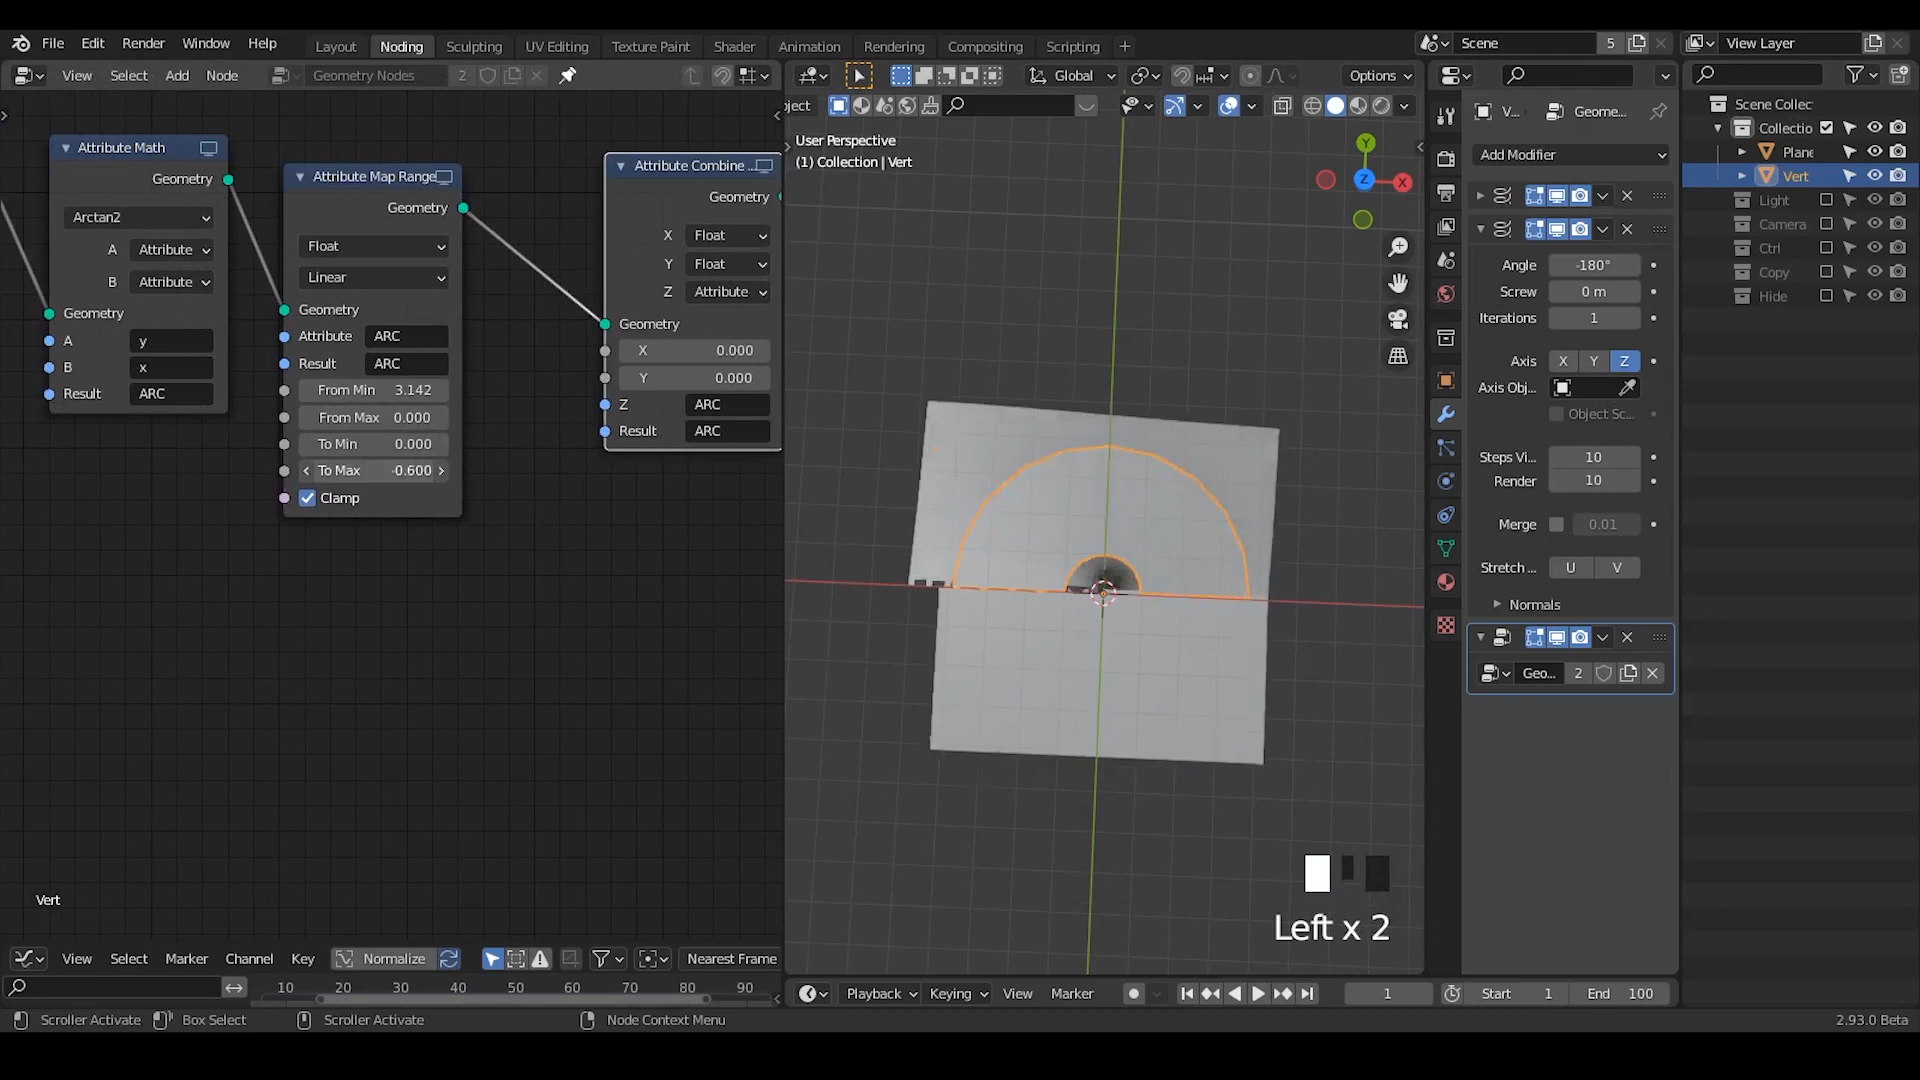 File Edit Render Window Help Layout Noding Sculpting UV Editing Texture Paint Shader Animation Rendering Compositing Scripting Scene 5 View Layer
View Select Add Node Geometry Nodes 2 Global Options
ject
User Perspective
(1) Collection | Vert
Y
Z
X
Attribute Math
Geometry
Arctan2
A Attribute
B Attribute
Geometry
A y
B x
Result ARC
Attribute Map Range
Geometry
Float
Linear
Geometry
Attribute ARC
Result ARC
From Min 3.142
From Max 0.000
To Min 0.000
To Max -0.600
Clamp
Attribute Combine ...
Geometry
X Float
Y Float
Z Attribute
Geometry
X 0.000
Y 0.000
Z ARC
Result ARC
V... Geome...
Add Modifier
Angle -180°
Screw 0 m
Iterations 1
Axis X Y Z
Axis Obj...
Object Sc...
Steps Vi... 10
Render 10
Merge 0.01
Stretch ... U V
Normals
Geo... 2
Scene Collec
Collectio
Plane
Vert
Light
Camera
Ctrl
Copy
Hide
Left x 2
Vert
View Select Marker Channel Key Normalize Nearest Frame
10 20 30 40 50 60 70 80 90
Playback Keying View Marker 1 Start 1 End 100
Scroller Activate Box Select Scroller Activate Node Context Menu 2.93.0 Beta